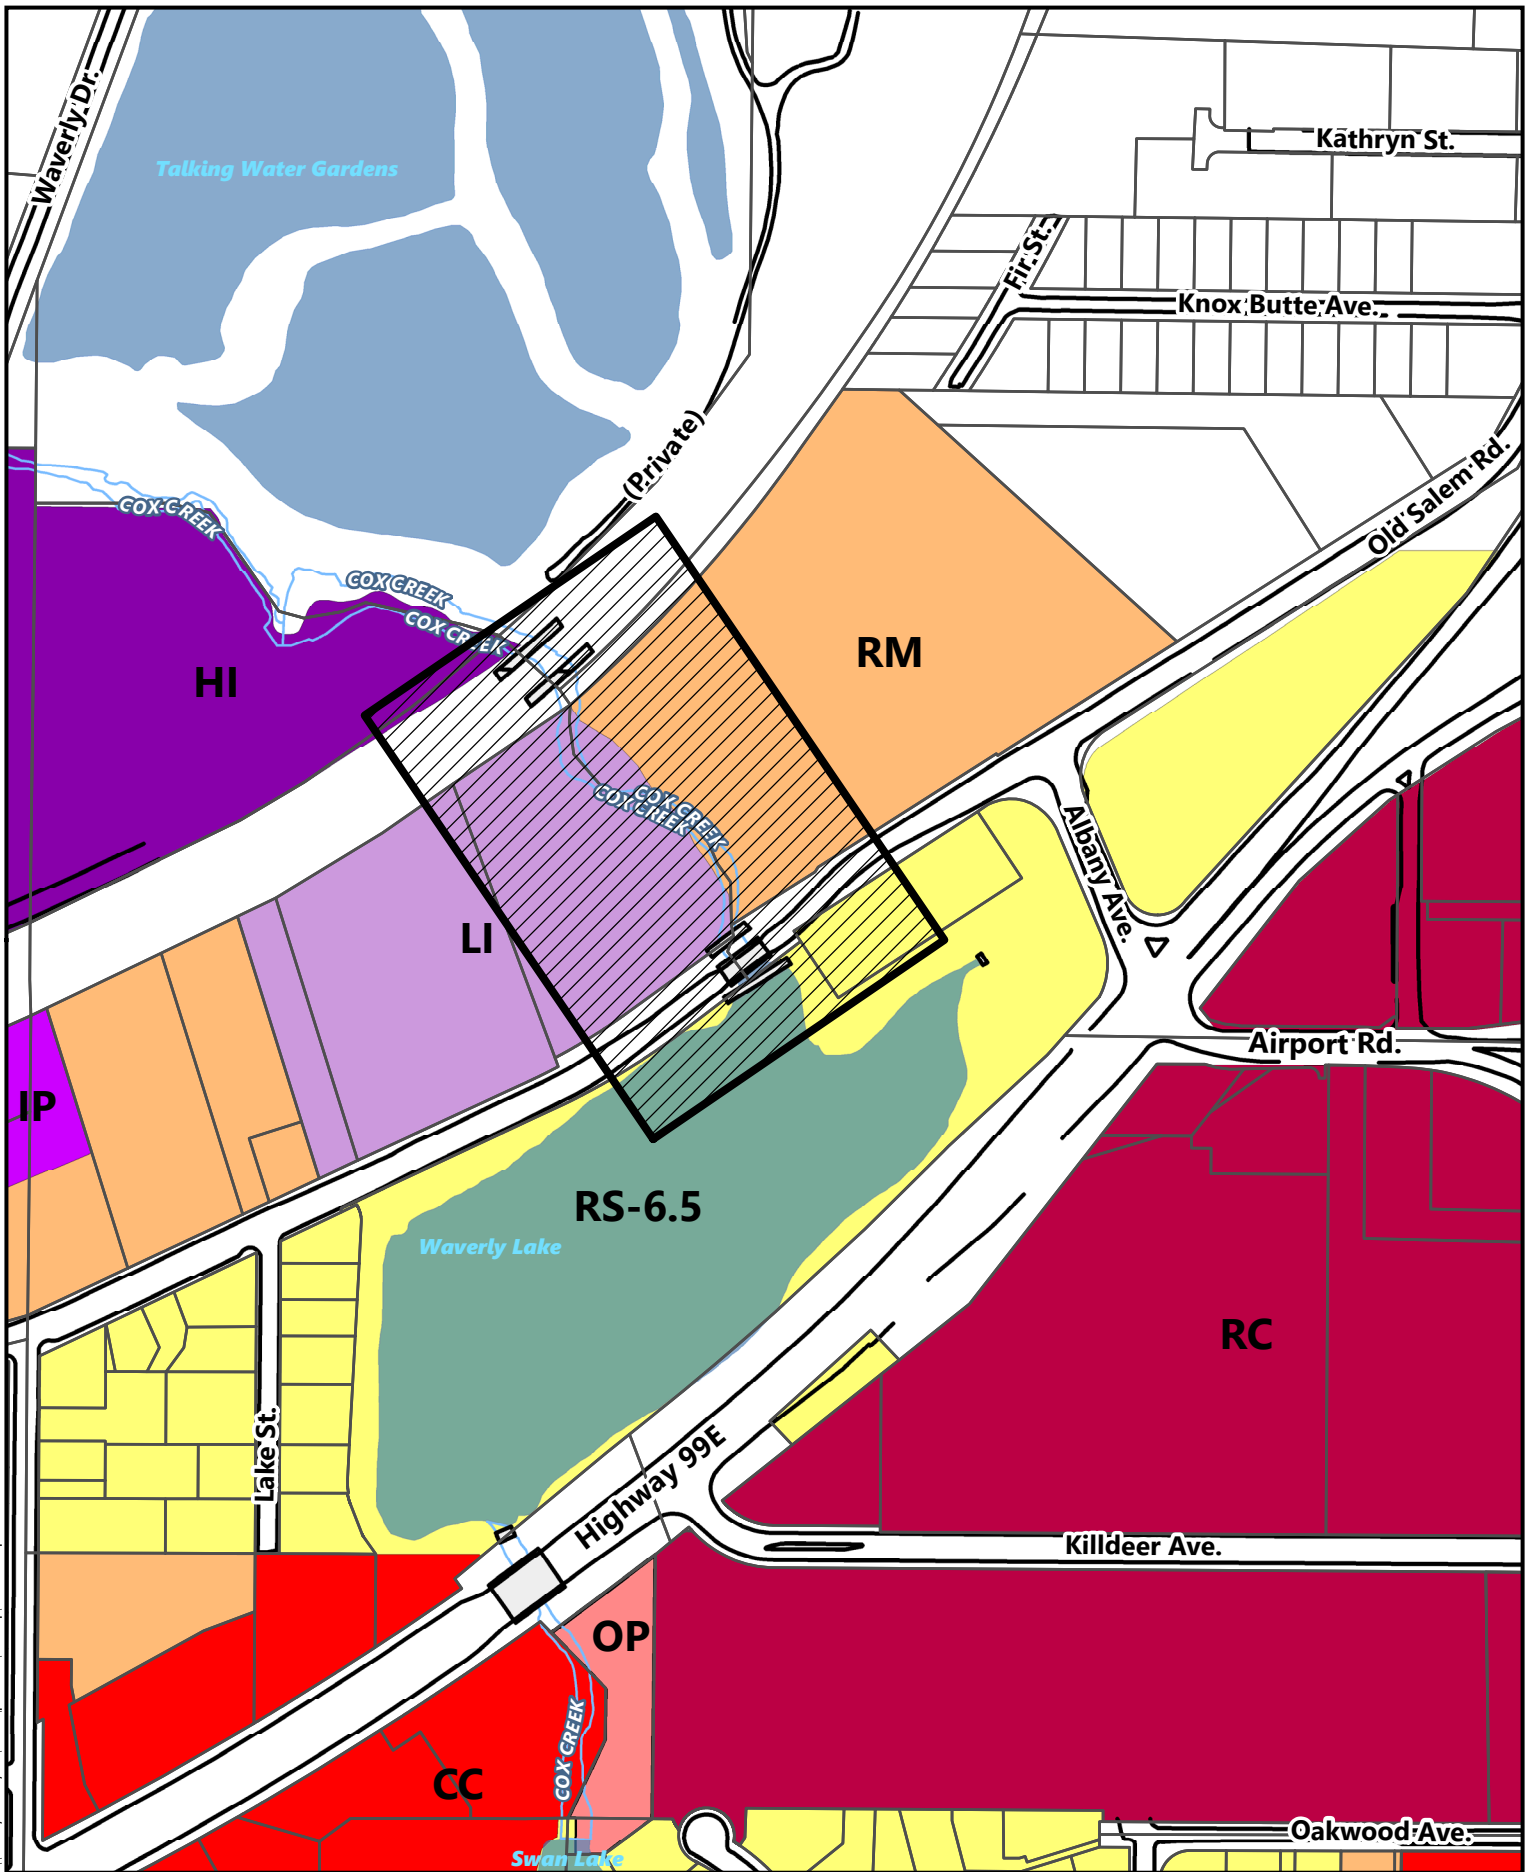 Waverly Dr.
Talking Water Gardens
Kathryn St.
Fir St.
Knox Butte Ave.
(Private)
Old Salem Rd.
COX CREEK
COX CREEK
COX CREEK
HI
RM
COX CREEK
COX CREEK
Albany Ave.
LI
Airport Rd.
IP
RS-6.5
Waverly Lake
RC
Lake St.
Highway 99E
Killdeer Ave.
OP
COX CREEK
CC
Oakwood Ave.
Swan Lake